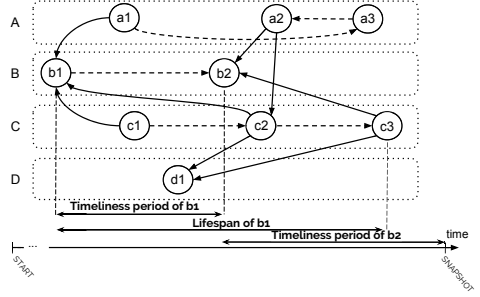 A
a1
a2
a3
B
b1
b2
C
c1
c2
c3
D
d1
Timeliness period of b1
Lifespan of b1
Timeliness period of b2
time
...
START
SNAPSHOT